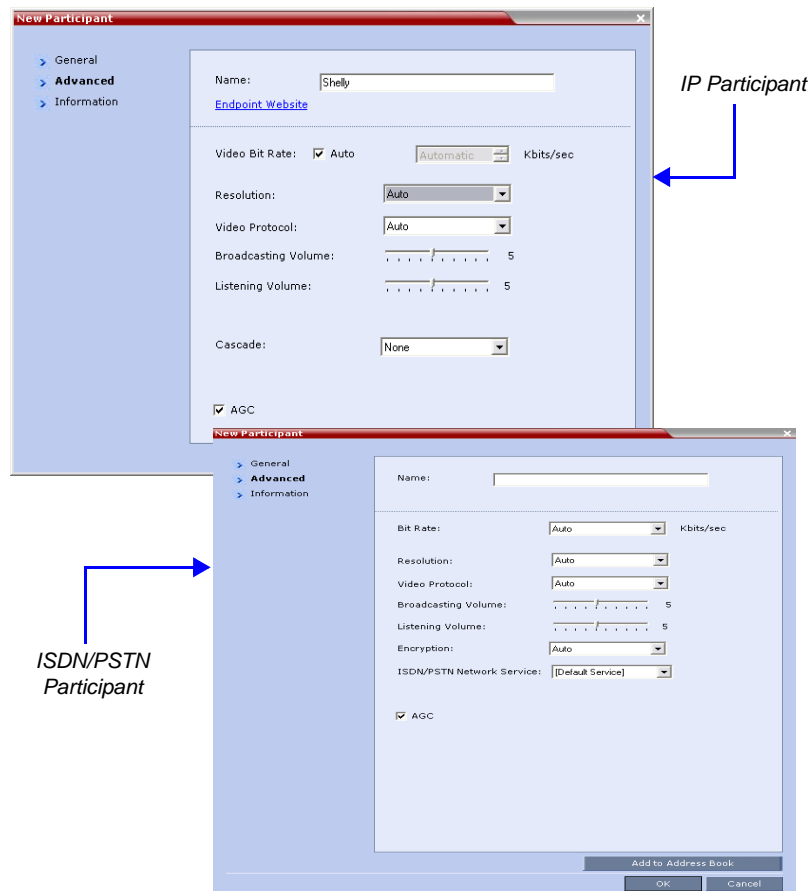 New Participant
General
Advanced
Information
Name: Shelly
Endpoint Website
Video Bit Rate: Auto Automatic Kbits/sec
Resolution: Auto
Video Protocol: Auto
Broadcasting Volume: 5
Listening Volume: 5
Cascade: None
AGC
IP Participant
New Participant
General
Advanced
Information
Name:
Bit Rate: Auto Kbits/sec
Resolution: Auto
Video Protocol: Auto
Broadcasting Volume: 5
Listening Volume: 5
Encryption: Auto
ISDN/PSTN Network Service: [Default Service]
AGC
Add to Address Book
OK Cancel
ISDN/PSTN
Participant